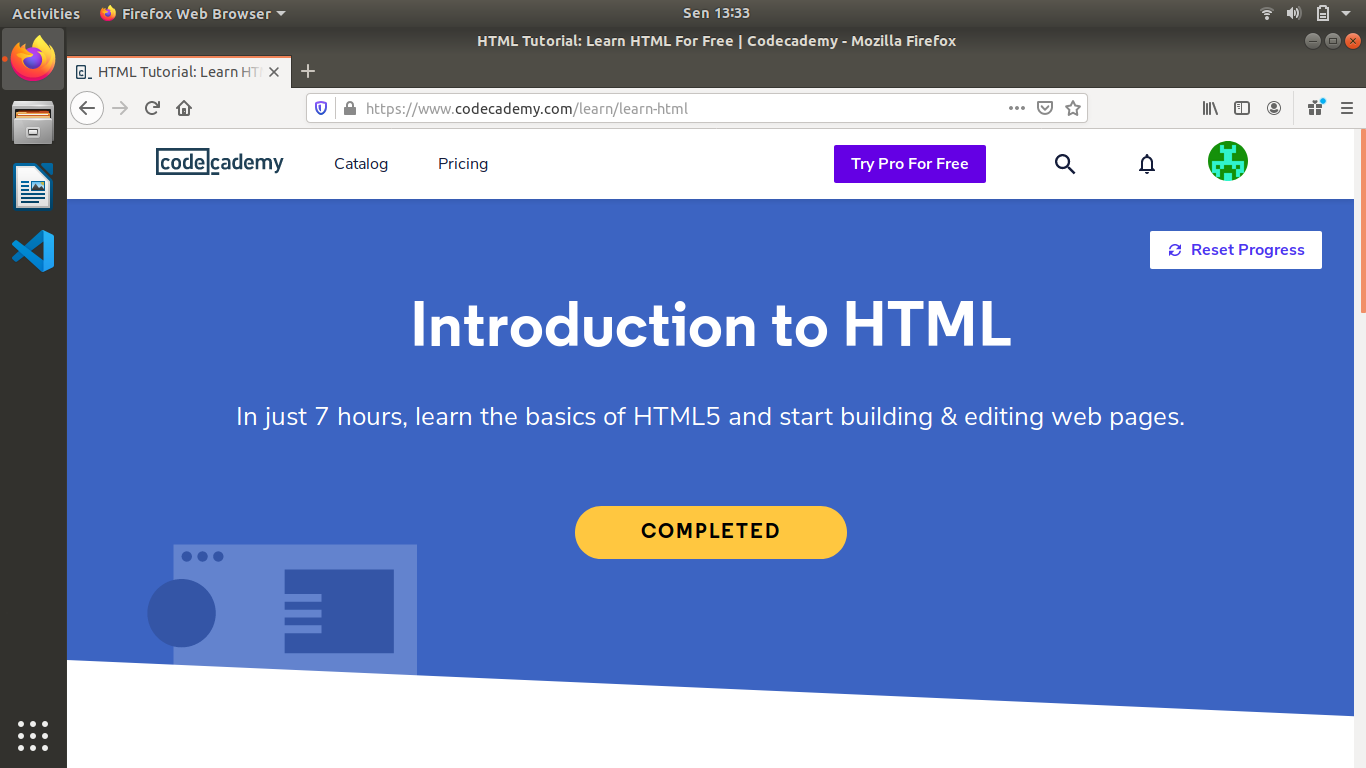 Activities
Firefox Web Browser
Sen 13:33
HTML Tutorial: Learn HTML For Free | Codecademy - Mozilla Firefox
HTML Tutorial: Learn HT
https://www.codecademy.com/learn/learn-html
codecademy
Catalog
Pricing
Try Pro For Free
Reset Progress
Introduction to HTML
In just 7 hours, learn the basics of HTML5 and start building & editing web pages.
COMPLETED